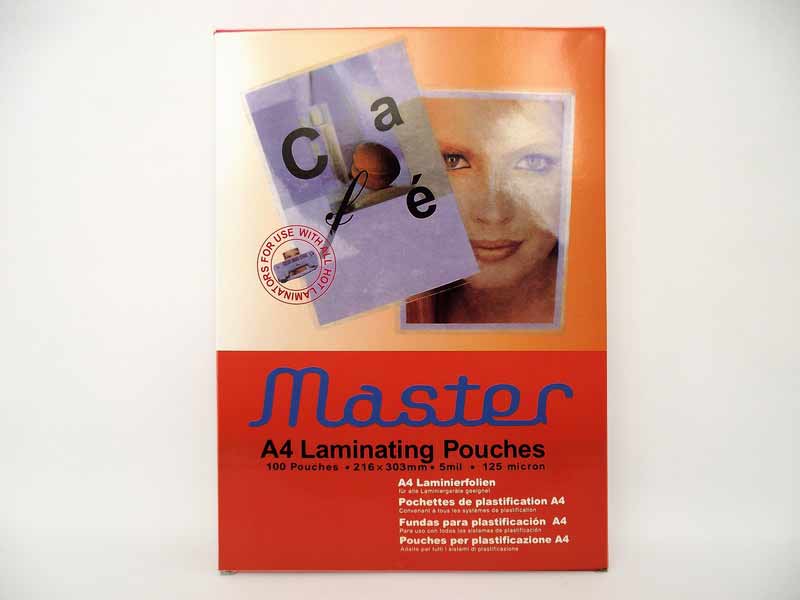 Café
FOR USE WITH ALL HOT LAMINATORS
Master
A4 Laminating Pouches
100 Pouches • 216 x 303mm • 5mil • 125 micron
A4 Laminierfolien
für alle Laminiergeräte geeignet
Pochettes de plastification A4
Convenant à tous les systèmes de plastification
Fundas para plastificación A4
Para uso con todos los sistemas de plastificación
Pouches per plastificazione A4
Adatte per tutti i sistemi di plastificazione